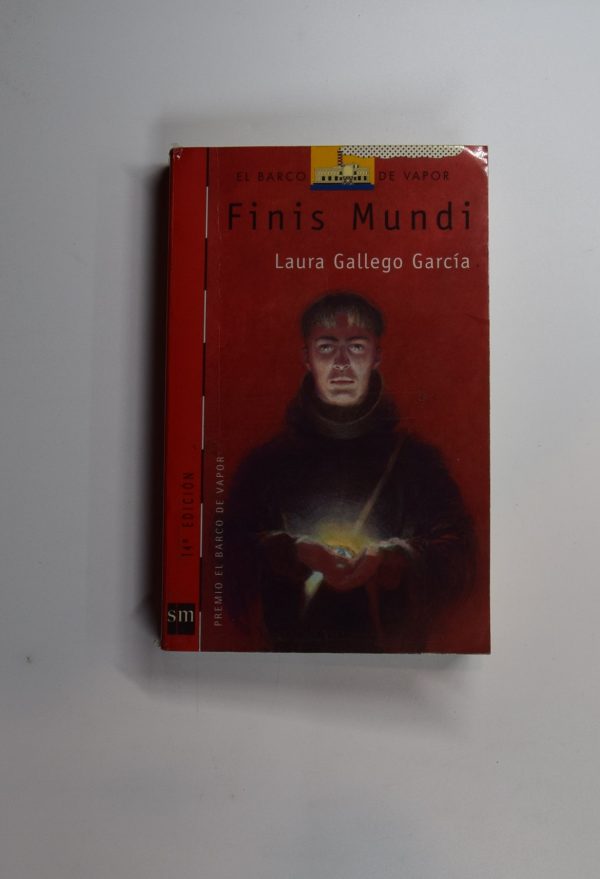 EL BARCO DE VAPOR
Finis Mundi
Laura Gallego García
14ª EDICIÓN
PREMIO EL BARCO DE VAPOR
sm